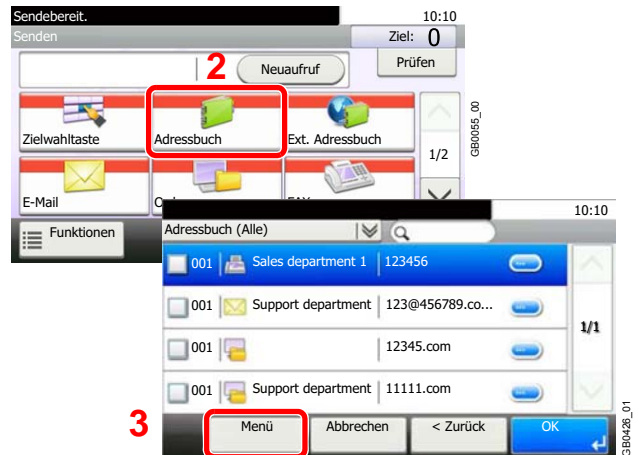 Sendebereit. 10:10
Senden Ziel: 0
2 Neuaufruf Prüfen
Zielwahltaste Adressbuch Ext. Adressbuch
1/2
GB0055_00
E-Mail
Funktionen
10:10
Adressbuch (Alle)
001 Sales department 1 123456
001 Support department 123@456789.co...
1/1
001 12345.com
001 Support department 11111.com
3 Menü Abbrechen < Zurück OK
GB0426_01